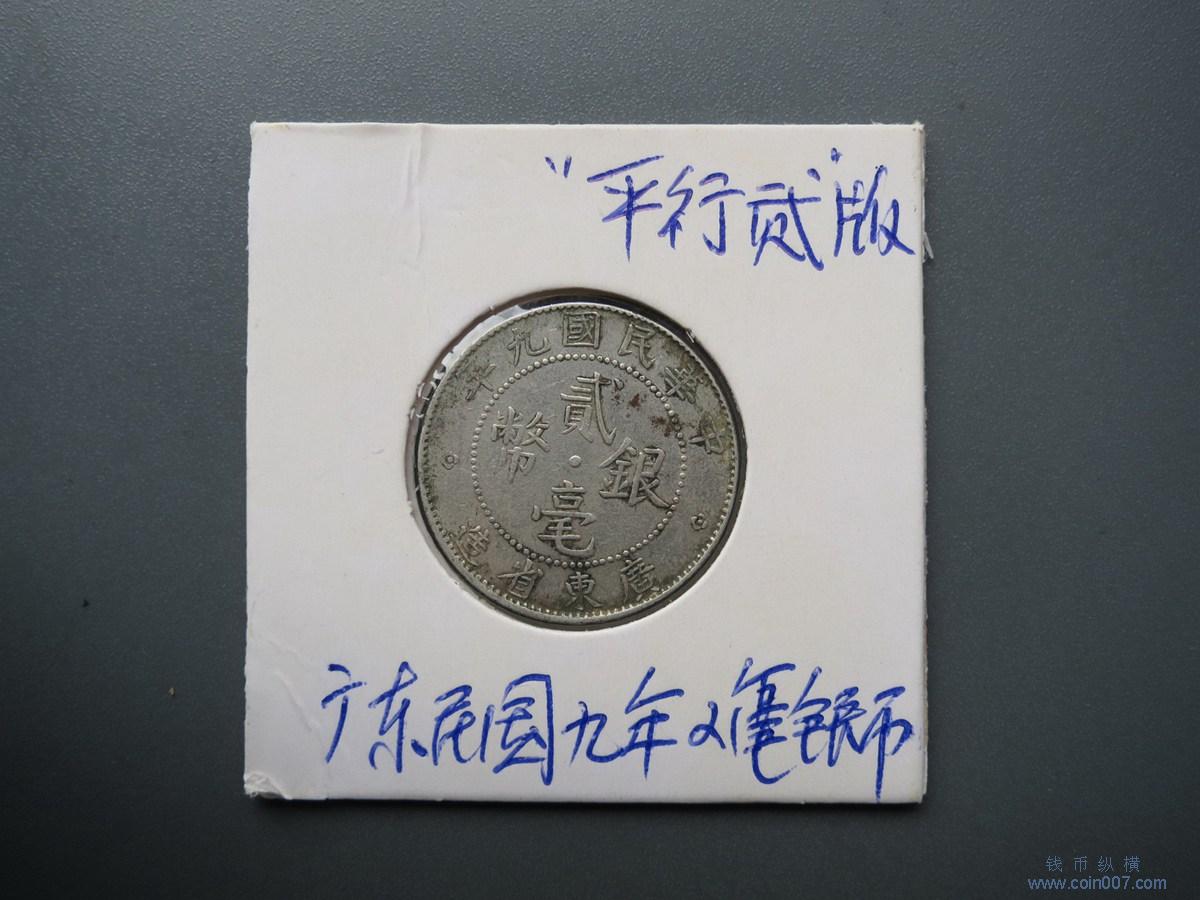 "平行贰"版
中華民國九年
貳毫銀幣
廣東省造
广东民国九年2毫银币
钱币纵横
www.coin007.com